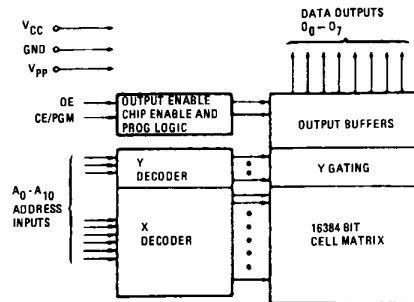 DATA OUTPUTS
O0–O7
VCC
GND
VPP
OE
CE/PGM
OUTPUT ENABLE
CHIP ENABLE AND
PROG LOGIC
OUTPUT BUFFERS
Y
DECODER
Y GATING
A0-A10
ADDRESS
INPUTS
X
DECODER
16384 BIT
CELL MATRIX